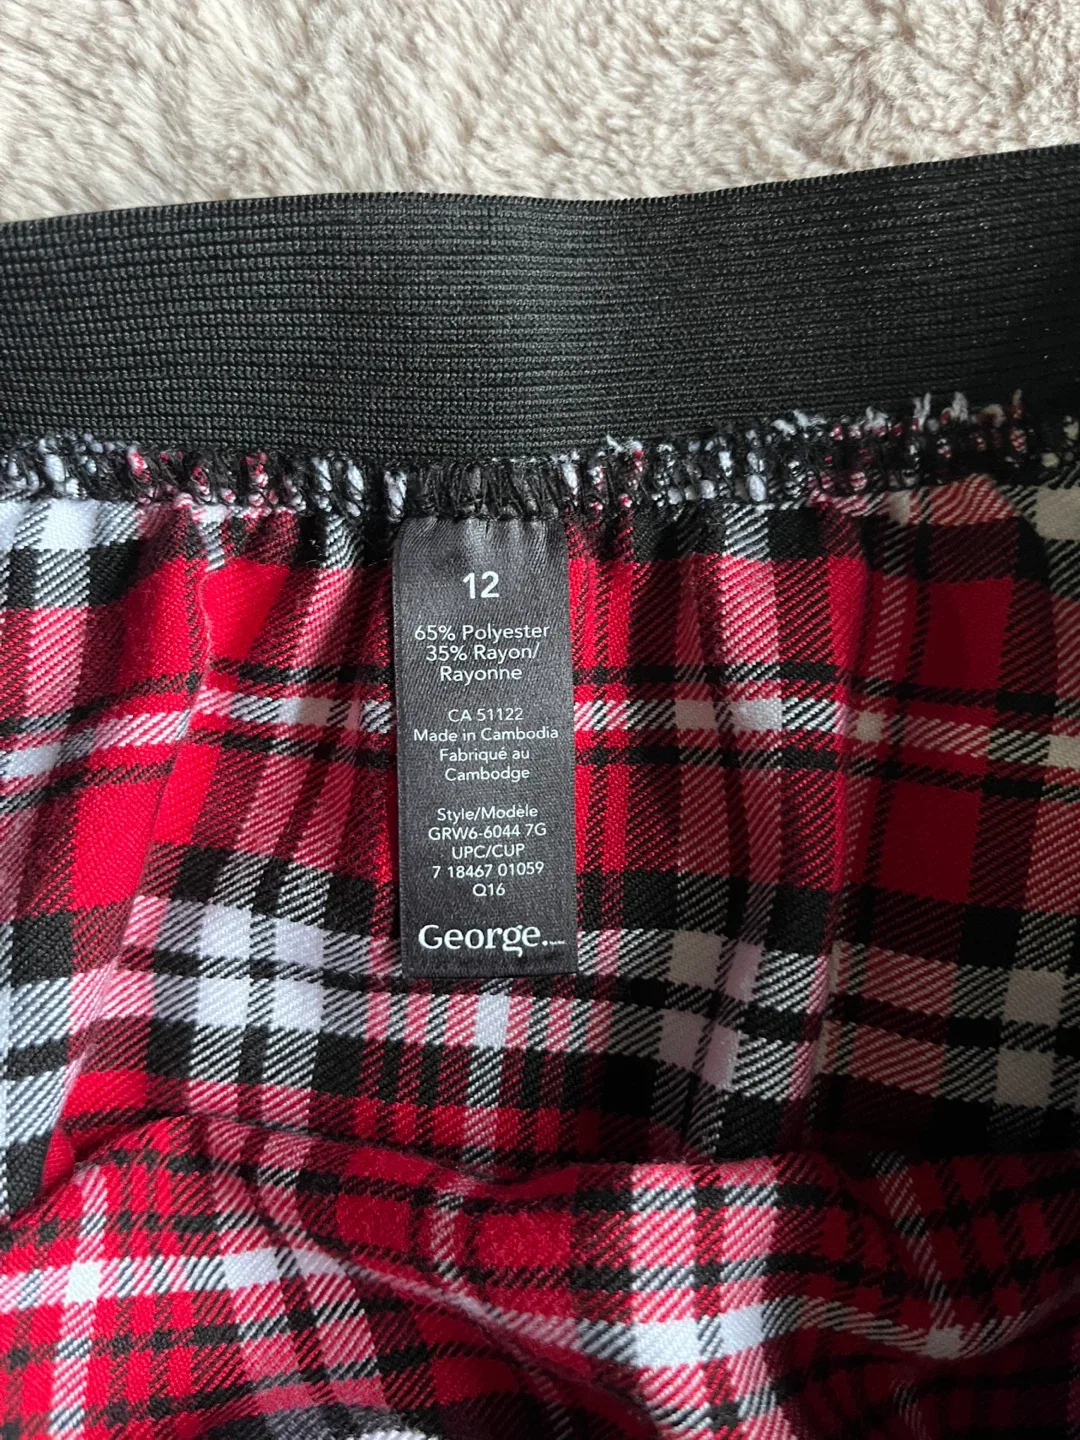 12
65% Polyester
35% Rayon/
Rayonne
CA 51122
Made in Cambodia
Fabriqué au
Cambodge
Style/Modèle
GRW6-6044 7G
UPC/CUP
7 18467 01059
Q16
George.